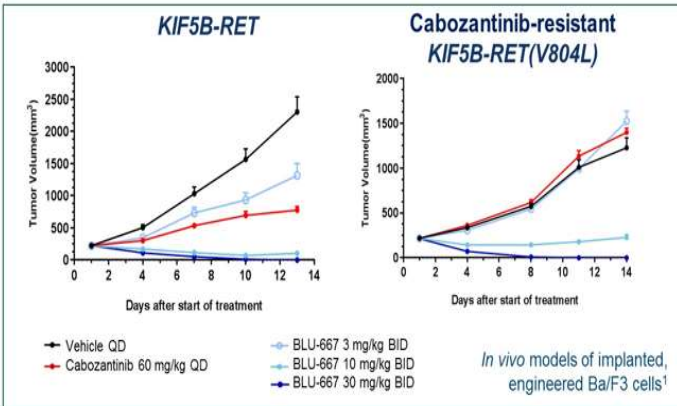 KIF5B-RET
Cabozantinib-resistant
KIF5B-RET(V804L)
Tumor Volume(mm³)
3000
2500
2000
1500
1000
500
0
0 2 4 6 8 10 12 14
Days after start of treatment
Tumor Volume(mm³)
1500
1000
500
0
0 2 4 6 8 10 12 14
Days after start of treatment
Vehicle QD
Cabozantinib 60 mg/kg QD
BLU-667 3 mg/kg BID
BLU-667 10 mg/kg BID
BLU-667 30 mg/kg BID
In vivo models of implanted,
engineered Ba/F3 cells¹